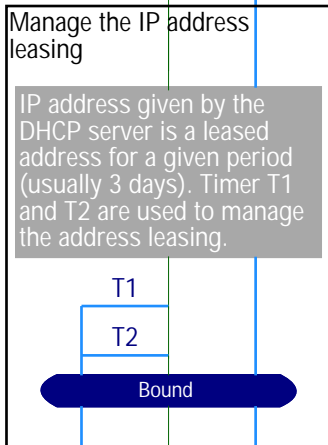 Manage the IP address
leasing
IP address given by the
DHCP server is a leased
address for a given period
(usually 3 days). Timer T1
and T2 are used to manage
the address leasing.
T1
T2
Bound